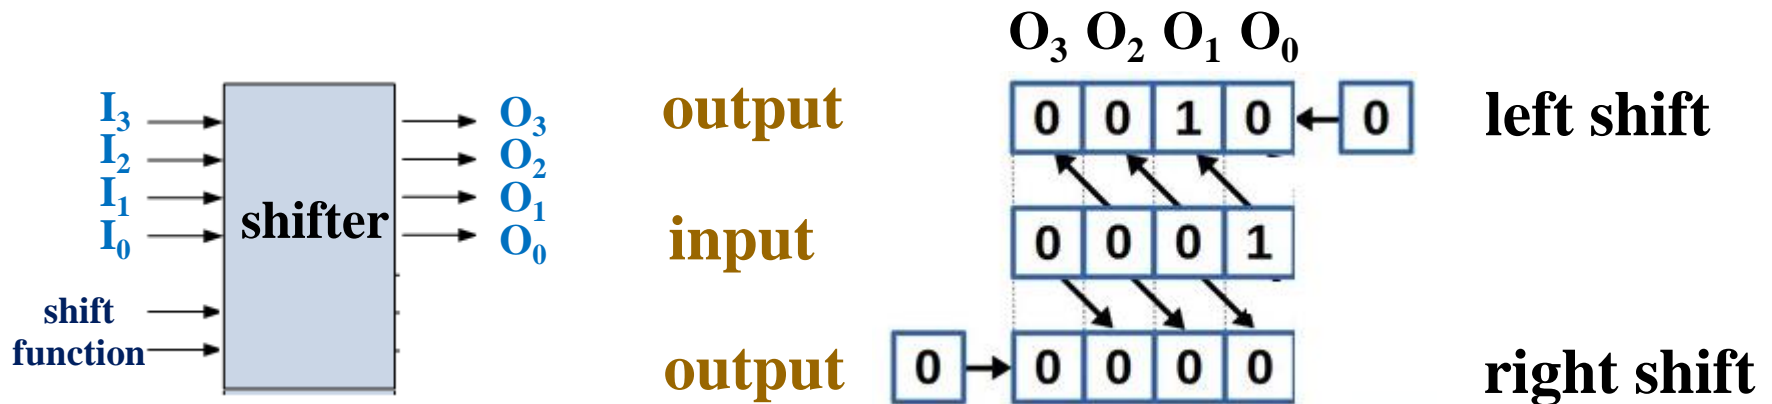 I3
I2
I1
I0
shift
function
shifter
O3
O2
O1
O0
O3 O2 O1 O0
output 0 0 1 0 0 left shift
input 0 0 0 1
output 0 0 0 0 0 right shift